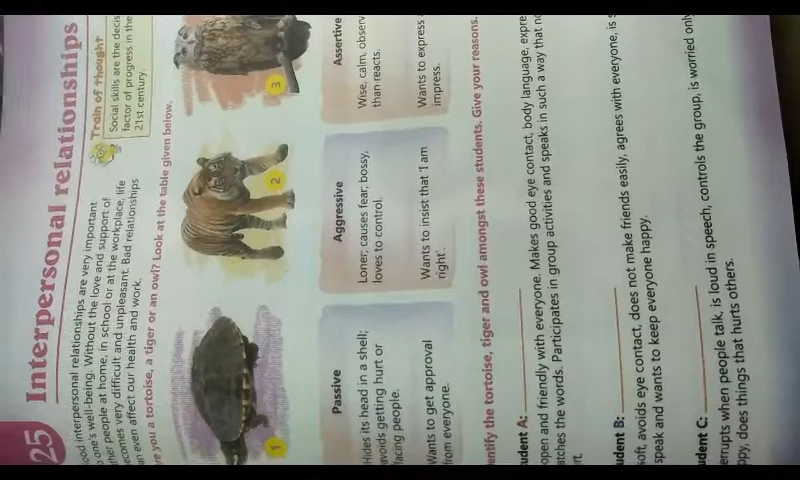 25
Interpersonal relationships
ood interpersonal relationships are very important
one's well-being. Without the love and support of
ther people at home, in school or at the workplace, life
ecomes very difficult and unpleasant. Bad relationships
an even affect our health and work.
Train of thought
Social skills are the decis
factor of progress in the
21st century.
re you a tortoise, a tiger or an owl? Look at the table given below.
1
2
3
Passive
Hides its head in a shell;
avoids getting hurt or
facing people.
Wants to get approval
from everyone.
Aggressive
Loner; causes fear; bossy,
loves to control.
Wants to insist that 'I am
right'.
Assertive
Wise, calm, observ
than reacts.
Wants to express
impress.
entify the tortoise, tiger and owl amongst these students. Give your reasons.
udent A:
open and friendly with everyone. Makes good eye contact, body language, expre
atches the words. Participates in group activities and speaks in such a way that no
rt.
udent B:
soft, avoids eye contact, does not make friends easily, agrees with everyone, is s
speak and wants to keep everyone happy.
udent C:
errupts when people talk, is loud in speech, controls the group, is worried only
ppy, does things that hurts others.